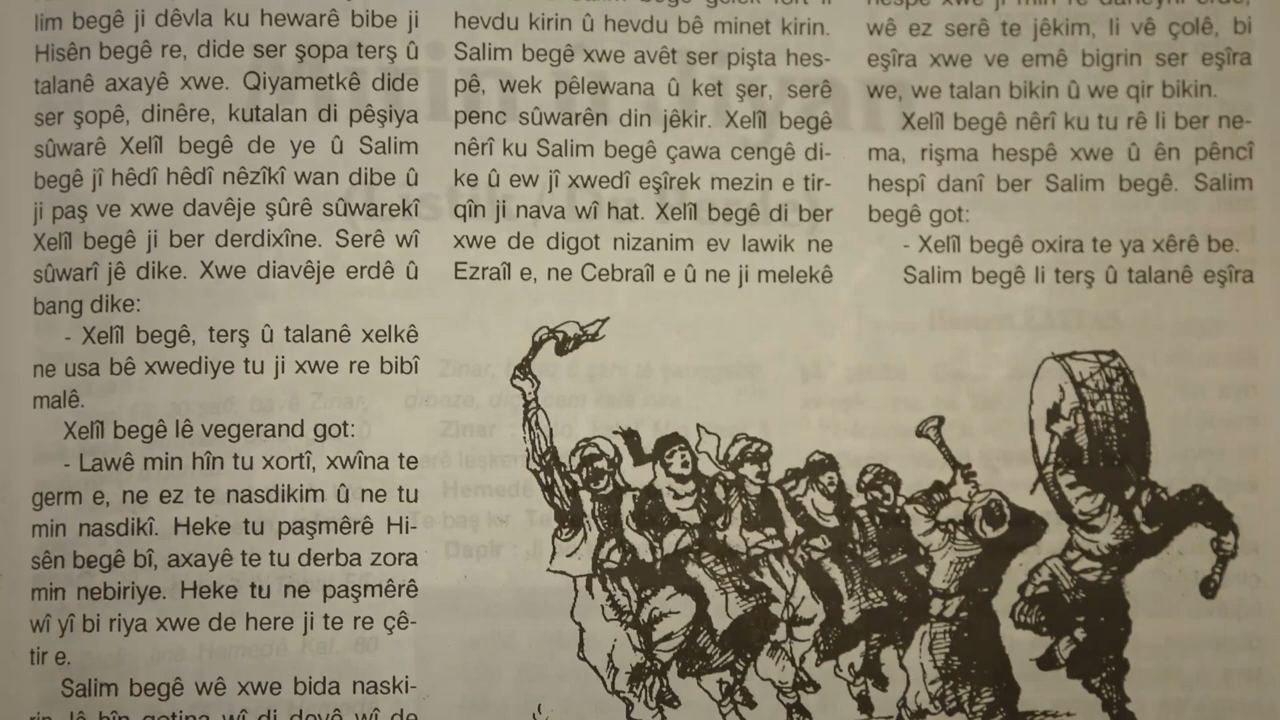 lim begê ji dêvla ku hewarê bibe ji
Hisên begê re, dide ser şopa terş û
talanê axayê xwe. Qiyametkê dide
ser şopê, dinêre, kutalan di pêşiya
sûwarê Xelîl begê de ye û Salim
begê jî hêdî hêdî nêzîkî wan dibe û
ji paş ve xwe davêje şûrê sûwarekî
Xelîl begê ji ber derdixîne. Serê wî
sûwarî jê dike. Xwe diavêje erdê û
bang dike:
- Xelîl begê, terş û talanê xelkê
ne usa bê xwediye tu ji xwe re bibî
malê.
Xelîl begê lê vegerand got:
- Lawê min hîn tu xortî, xwîna te
germ e, ne ez te nasdikim û ne tu
min nasdikî. Heke tu paşmêrê Hi-
sên begê bî, axayê te tu derba zora
min nebiriye. Heke tu ne paşmêrê
wî yî bi riya xwe de here ji te re çê-
tir e.
Salim begê wê xwe bida naski-
rin, lê hîn gotina wî di devê wî de
hevdu kirin û hevdu bê minet kirin.
Salim begê xwe avêt ser pişta hes-
pê, wek pêlewana û ket şer, serê
penc sûwarên din jêkir. Xelîl begê
nêrî ku Salim begê çawa cengê di-
ke û ew jî xwedî eşîrek mezin e tir-
qîn ji nava wî hat. Xelîl begê di ber
xwe de digot nizanim ev lawik ne
Ezraîl e, ne Cebraîl e û ne ji melekê
hespê xwe ji min re daneynî erdê,
wê ez serê te jêkim, li vê çolê, bi
eşîra xwe ve emê bigrin ser eşîra
we, we talan bikin û we qir bikin.
Xelîl begê nêrî ku tu rê li ber ne-
ma, rişma hespê xwe û ên pêncî
hespî danî ber Salim begê. Salim
begê got:
- Xelîl begê oxira te ya xêrê be.
Salim begê li terş û talanê eşîra